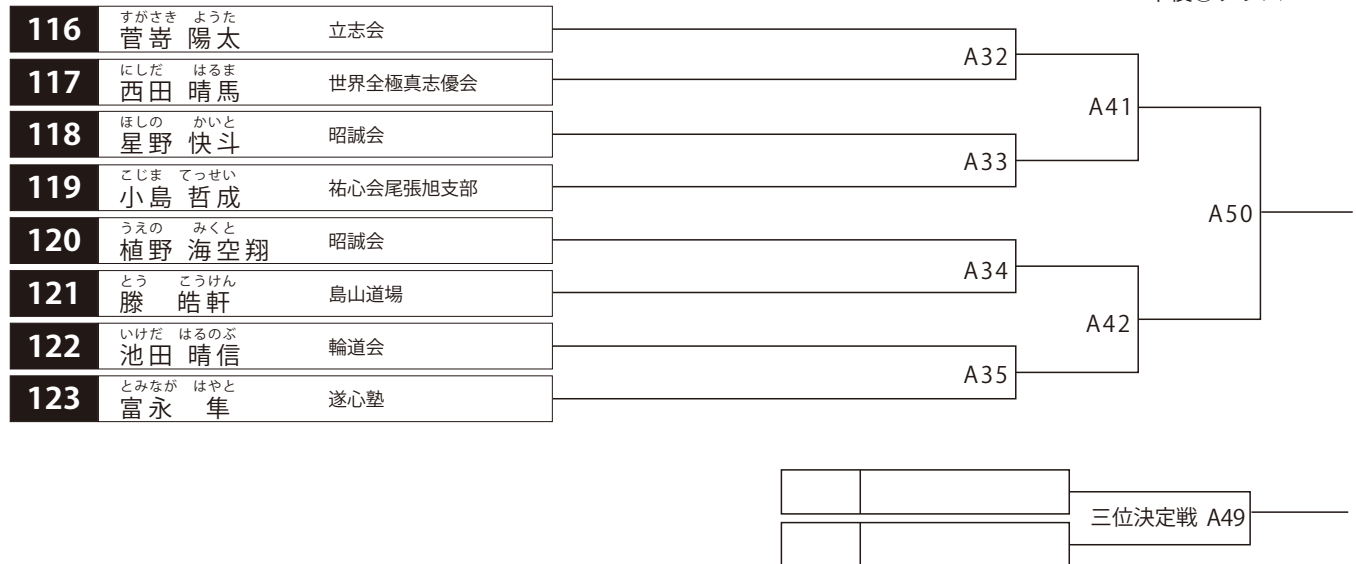 116 菅嵜 陽太 すがさき ようた 立志会
117 西田 晴馬 にしだ はるま 世界全極真志優会
118 星野 快斗 ほしの かいと 昭誠会
119 小島 哲成 こじま てっせい 祐心会尾張旭支部
120 植野 海空翔 うえの みくと 昭誠会
121 滕 皓軒 とう こうけん 島山道場
122 池田 晴信 いけだ はるのぶ 輪道会
123 富永 隼 とみなが はやと 遂心塾
A32
A33
A34
A35
A41
A42
A50
三位決定戦 A49